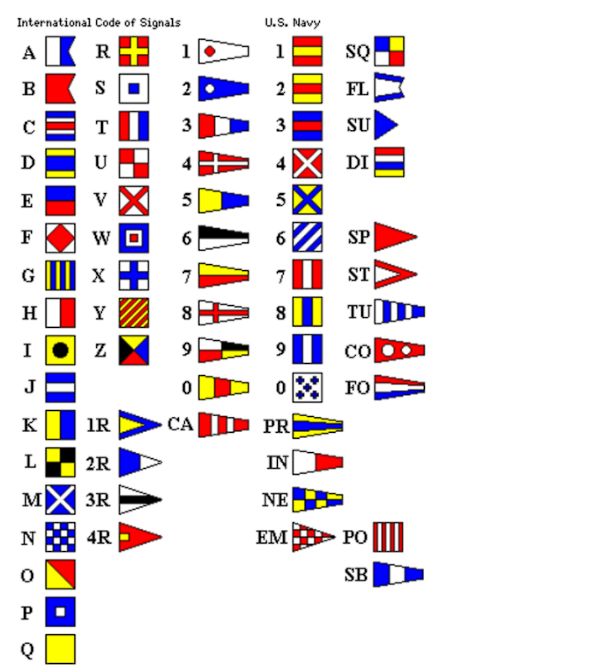 International Code of Signals U.S. Navy
A R 1 1 SQ
B S 2 2 FL
C T 3 3 SU
D U 4 4 DI
E V 5 5
F W 6 6 SP
G X 7 7 ST
H Y 8 8 TU
I Z 9 9 CO
J 0 0 FO
K 1R CA PR
L 2R IN
M 3R NE
N 4R EM PO
O SB
P
Q